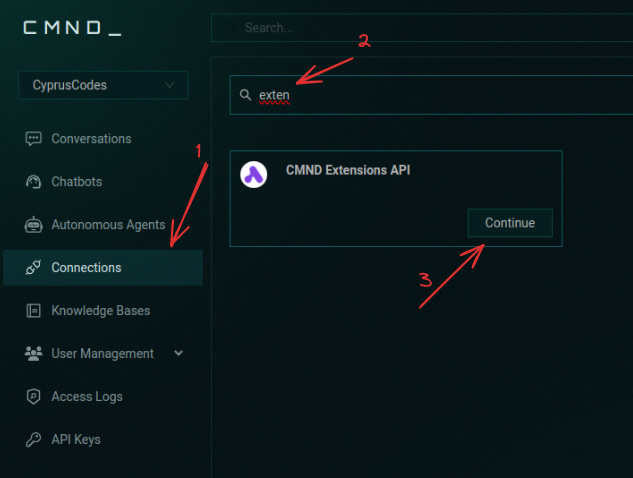 CMND_
Search...
2
CyprusCodes
exten
Conversations
1
CMND Extensions API
Chatbots
Autonomous Agents
Continue
Connections
3
Knowledge Bases
User Management
Access Logs
API Keys